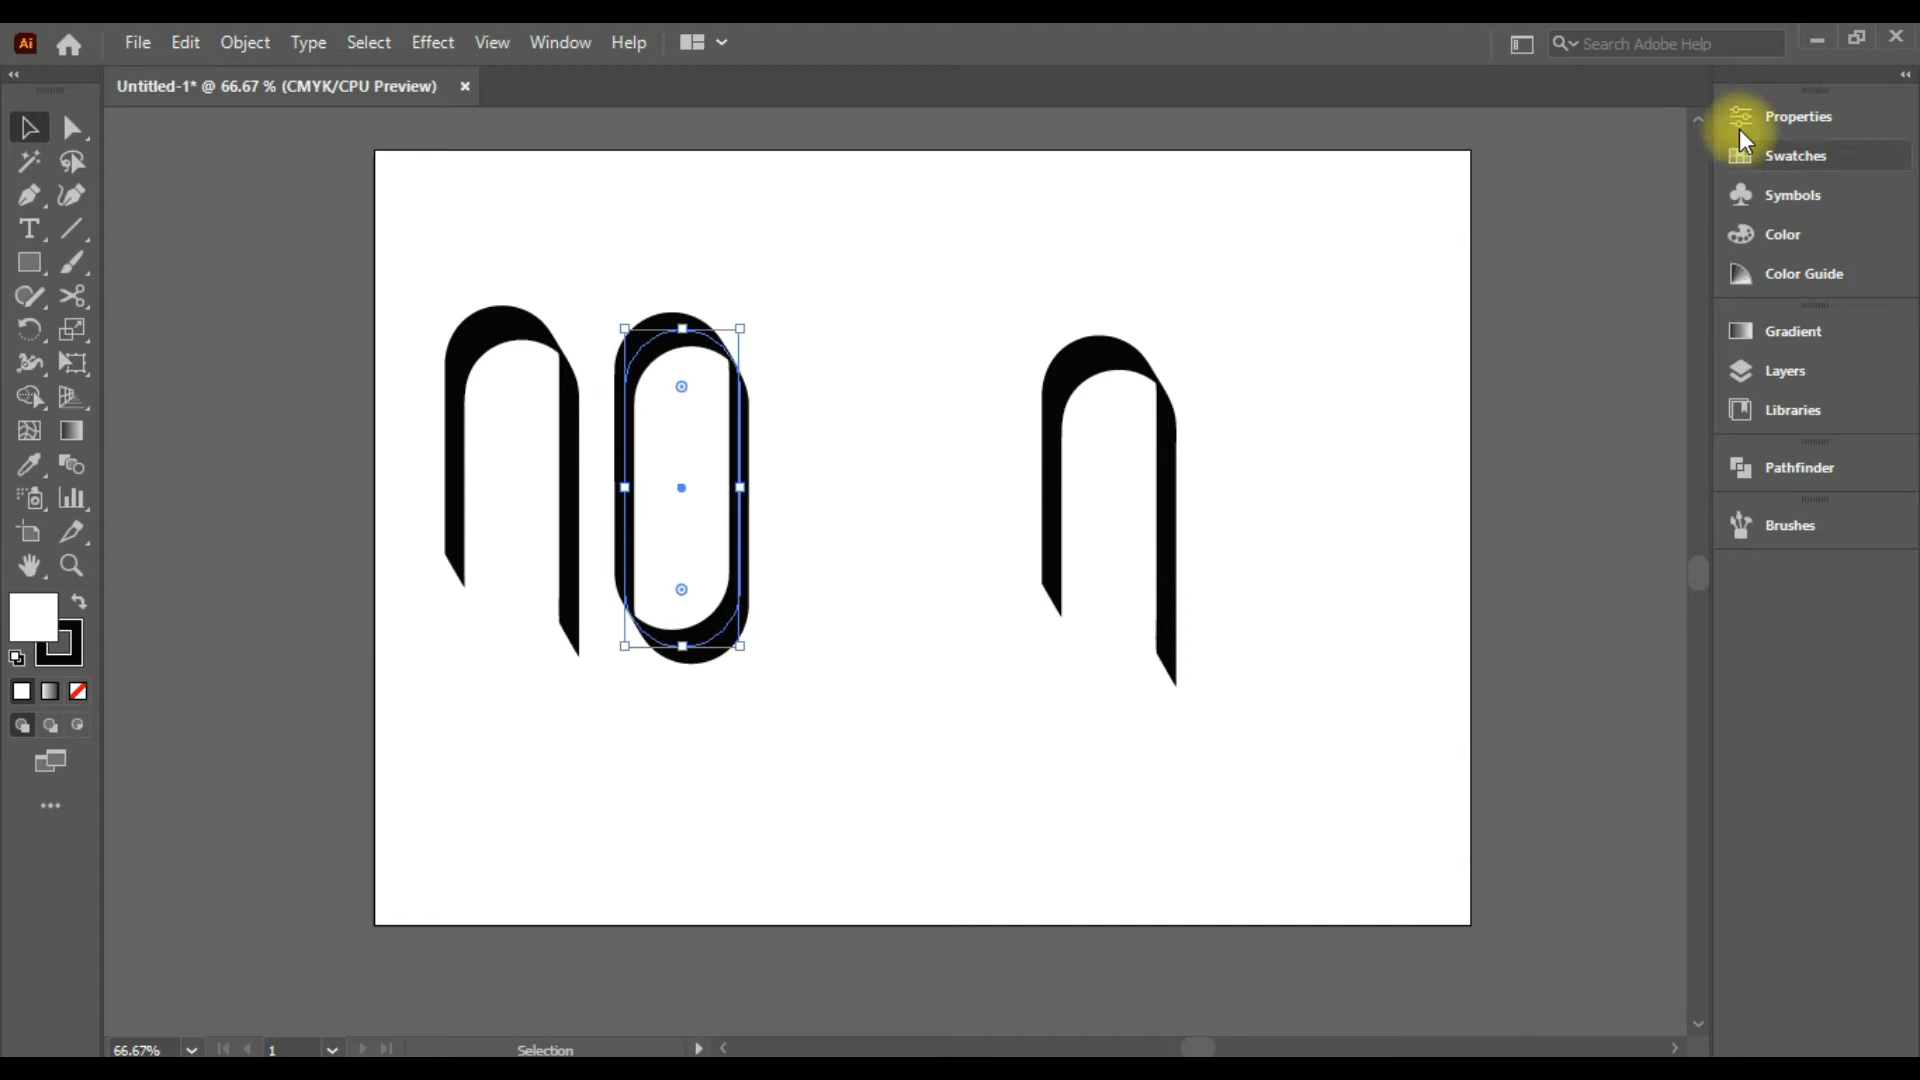 Ai File Edit Object Type Select Effect View Window Help Search Adobe Help
Untitled-1* @ 66.67 % (CMYK/CPU Preview) ×
Properties
Swatches
Symbols
Color
Color Guide
Gradient
Layers
Libraries
Pathfinder
Brushes
66.67% 1 Selection